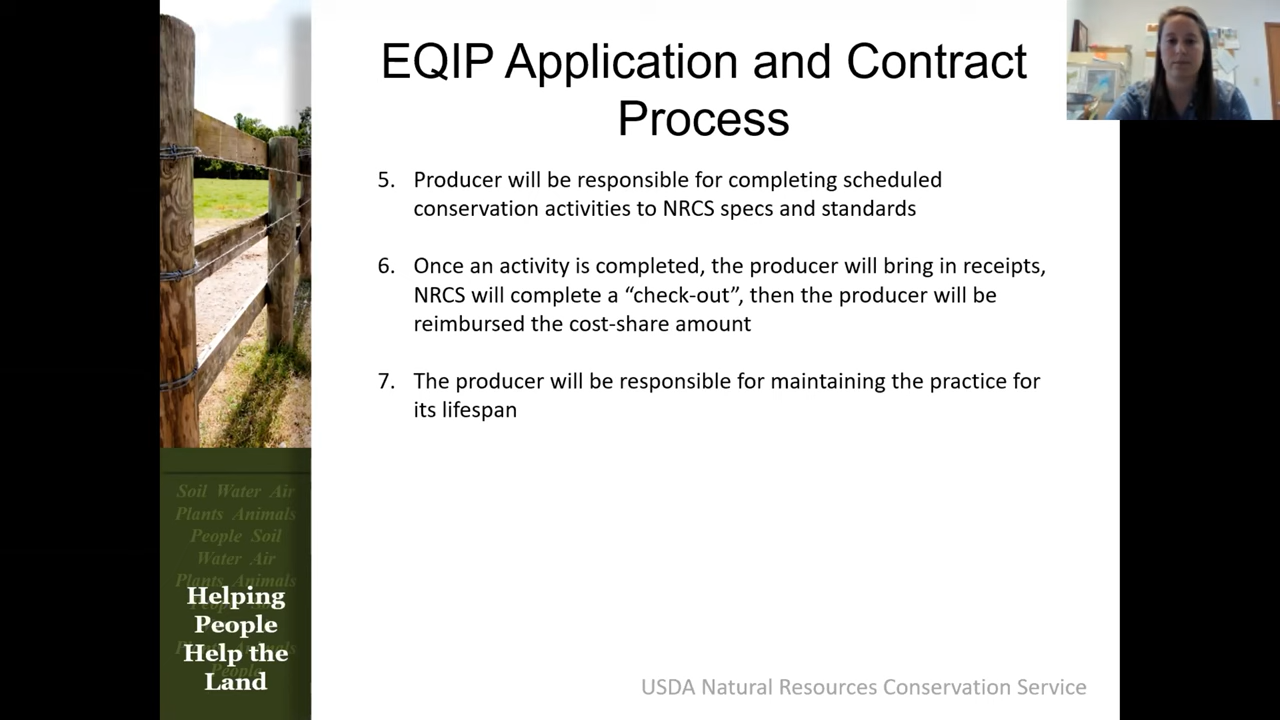 EQIP Application and Contract
Process
5. Producer will be responsible for completing scheduled
conservation activities to NRCS specs and standards
6. Once an activity is completed, the producer will bring in receipts,
NRCS will complete a “check-out”, then the producer will be
reimbursed the cost-share amount
7. The producer will be responsible for maintaining the practice for
its lifespan
Soil Water Air
Plants Animals
People Soil
Water Air
Plants Animals
Helping
People
Help the
Land
People
USDA Natural Resources Conservation Service